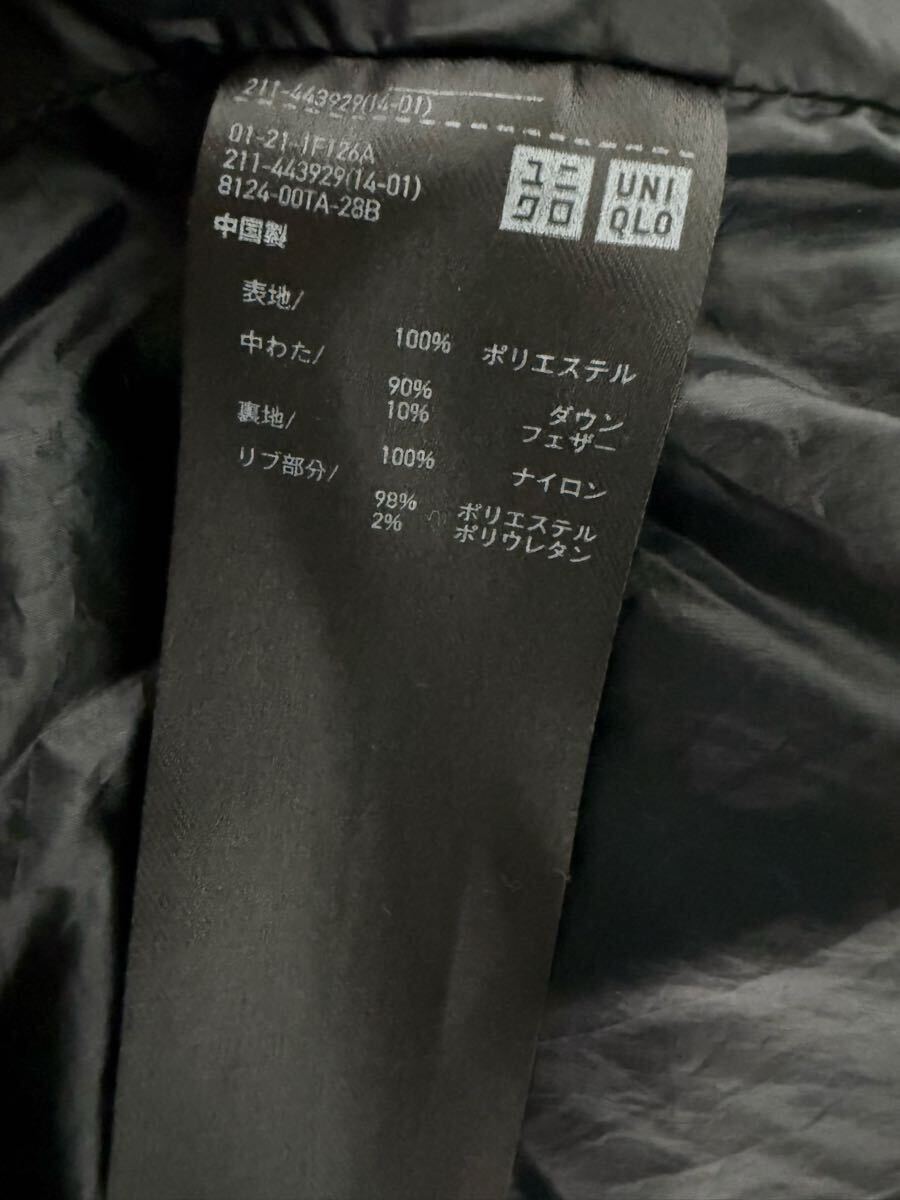 211-443929(14-01)
01-21-1F126A
211-443929(14-01)
8124-00TA-28B
中国製
ユニ
クロ
UNI
QLO
表地/
100% ポリエステル
中わた/
90% ダウン
10% フェザー
裏地/
100% ナイロン
リブ部分/
98% ポリエステル
2% ポリウレタン